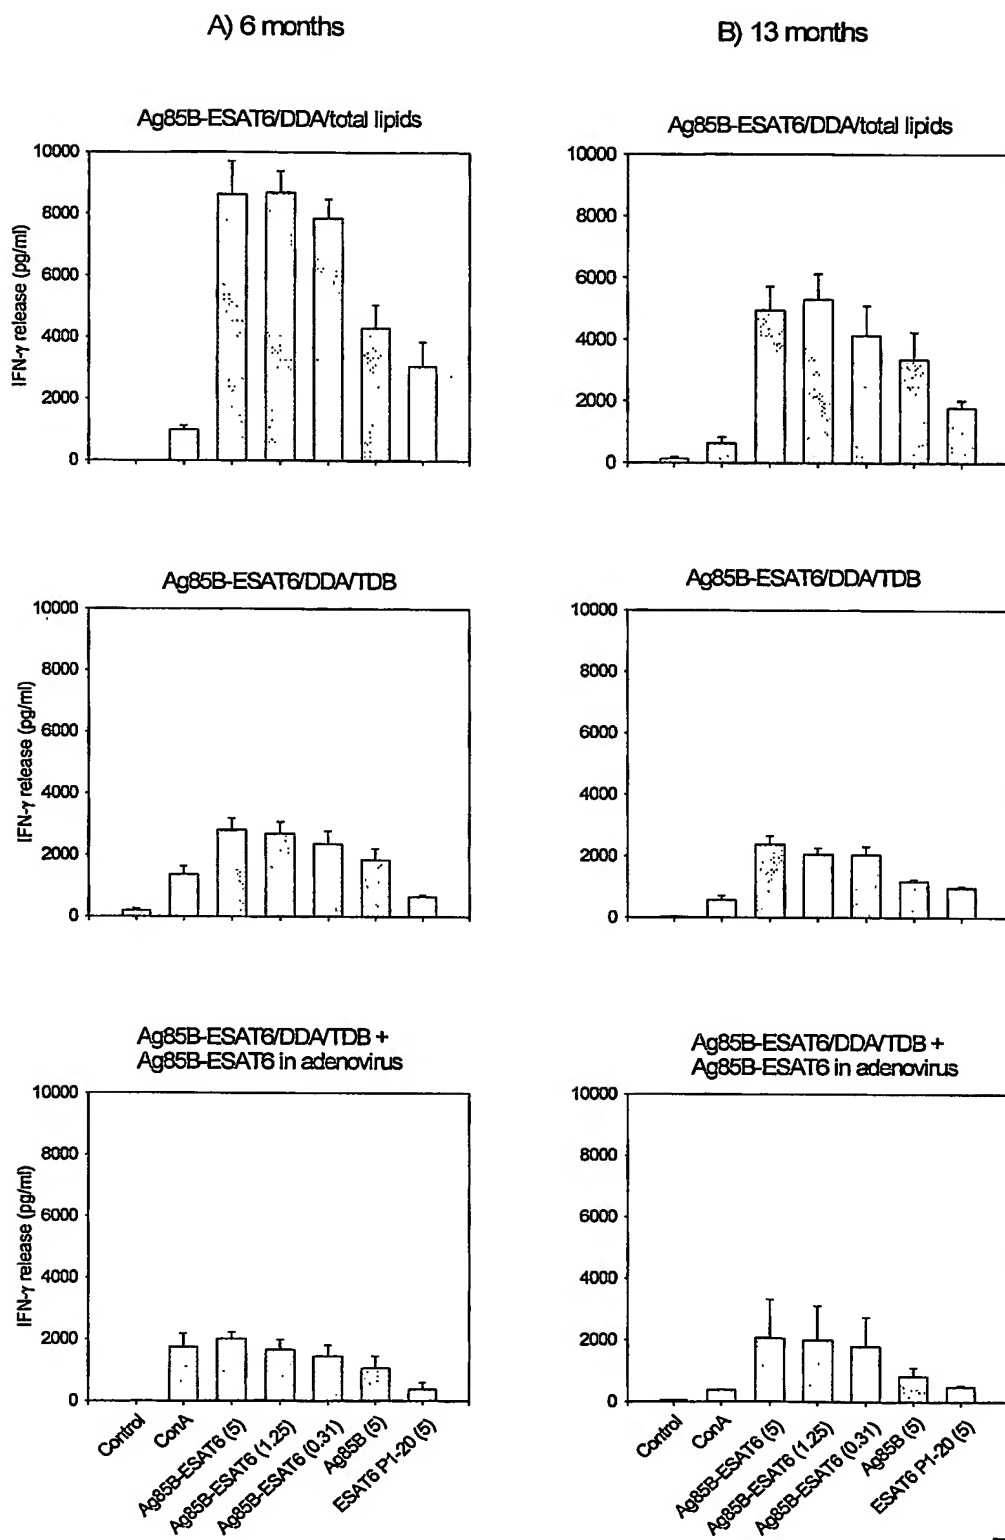 A) 6 months
B) 13 months
Ag85B-ESAT6/DDA/total lipids
Ag85B-ESAT6/DDA/total lipids
IFN-γ release (pg/ml)
10000
8000
6000
4000
2000
0
10000
8000
6000
4000
2000
0
Ag85B-ESAT6/DDA/TDB
Ag85B-ESAT6/DDA/TDB
IFN-γ release (pg/ml)
10000
8000
6000
4000
2000
0
10000
8000
6000
4000
2000
0
Ag85B-ESAT6/DDA/TDB +
Ag85B-ESAT6 in adenovirus
Ag85B-ESAT6/DDA/TDB +
Ag85B-ESAT6 in adenovirus
IFN-γ release (pg/ml)
10000
8000
6000
4000
2000
0
10000
8000
6000
4000
2000
0
Control
ConA
Ag85B-ESAT6 (5)
Ag85B-ESAT6 (1.25)
Ag85B-ESAT6 (0.31)
Ag85B (5)
ESAT6 P1-20 (5)
Control
ConA
Ag85B-ESAT6 (5)
Ag85B-ESAT6 (1.25)
Ag85B-ESAT6 (0.31)
Ag85B (5)
ESAT6 P1-20 (5)